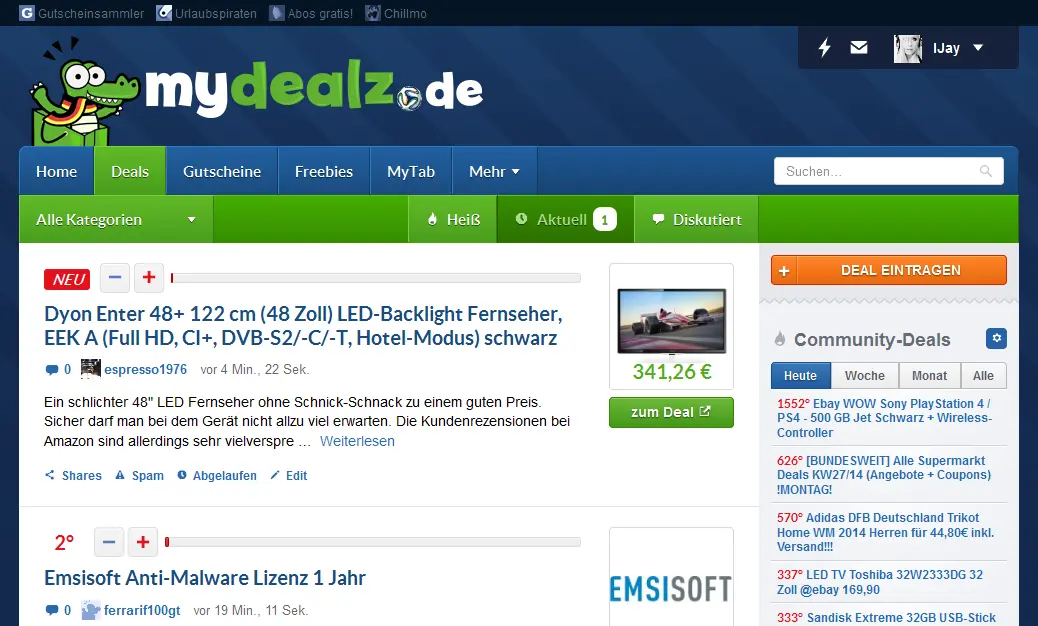 G Gutscheinsammler Urlaubspiraten Abos gratis! Chillmo
IJay
mydealz.de
Home Deals Gutscheine Freebies MyTab Mehr Suchen...
Alle Kategorien Heiß Aktuell 1 Diskutiert
NEU − +
Dyon Enter 48+ 122 cm (48 Zoll) LED-Backlight Fernseher,
EEK A (Full HD, CI+, DVB-S2/-C/-T, Hotel-Modus) schwarz
0 espresso1976 vor 4 Min., 22 Sek.
Ein schlichter 48" LED Fernseher ohne Schnick-Schnack zu einem guten Preis.
Sicher darf man bei dem Gerät nicht allzu viel erwarten. Die Kundenrezensionen bei
Amazon sind allerdings sehr vielverspre ... Weiterlesen
Shares Spam Abgelaufen Edit
341,26 €
zum Deal
2° − +
Emsisoft Anti-Malware Lizenz 1 Jahr
0 ferrarif100gt vor 19 Min., 11 Sek.
EMSISOFT
+ DEAL EINTRAGEN
Community-Deals
Heute Woche Monat Alle
1552° Ebay WOW Sony PlayStation 4 /
PS4 - 500 GB Jet Schwarz + Wireless-
Controller
626° [BUNDESWEIT] Alle Supermarkt
Deals KW27/14 (Angebote + Coupons)
!MONTAG!
570° Adidas DFB Deutschland Trikot
Home WM 2014 Herren für 44,80€ inkl.
Versand!!!
337° LED TV Toshiba 32W2333DG 32
Zoll @ebay 169,90
333° Sandisk Extreme 32GB USB-Stick